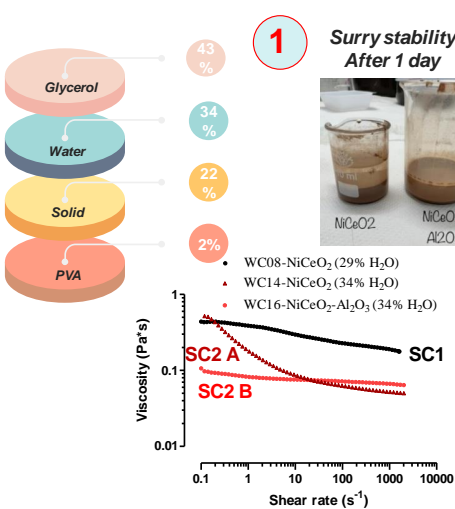 1
Surry stability
After 1 day
43
%
Glycerol
34
%
Water
22
%
Solid
2%
PVA
NiCeO2
NiCeO
Al2O
WC08-NiCeO₂ (29% H₂O)
WC14-NiCeO₂ (34% H₂O)
WC16-NiCeO₂-Al₂O₃ (34% H₂O)
1
0.1
0.01
Viscosity (Pa*s)
SC1
SC2 A
SC2 B
0.1 1 10 100 1000 10000
Shear rate (s⁻¹)